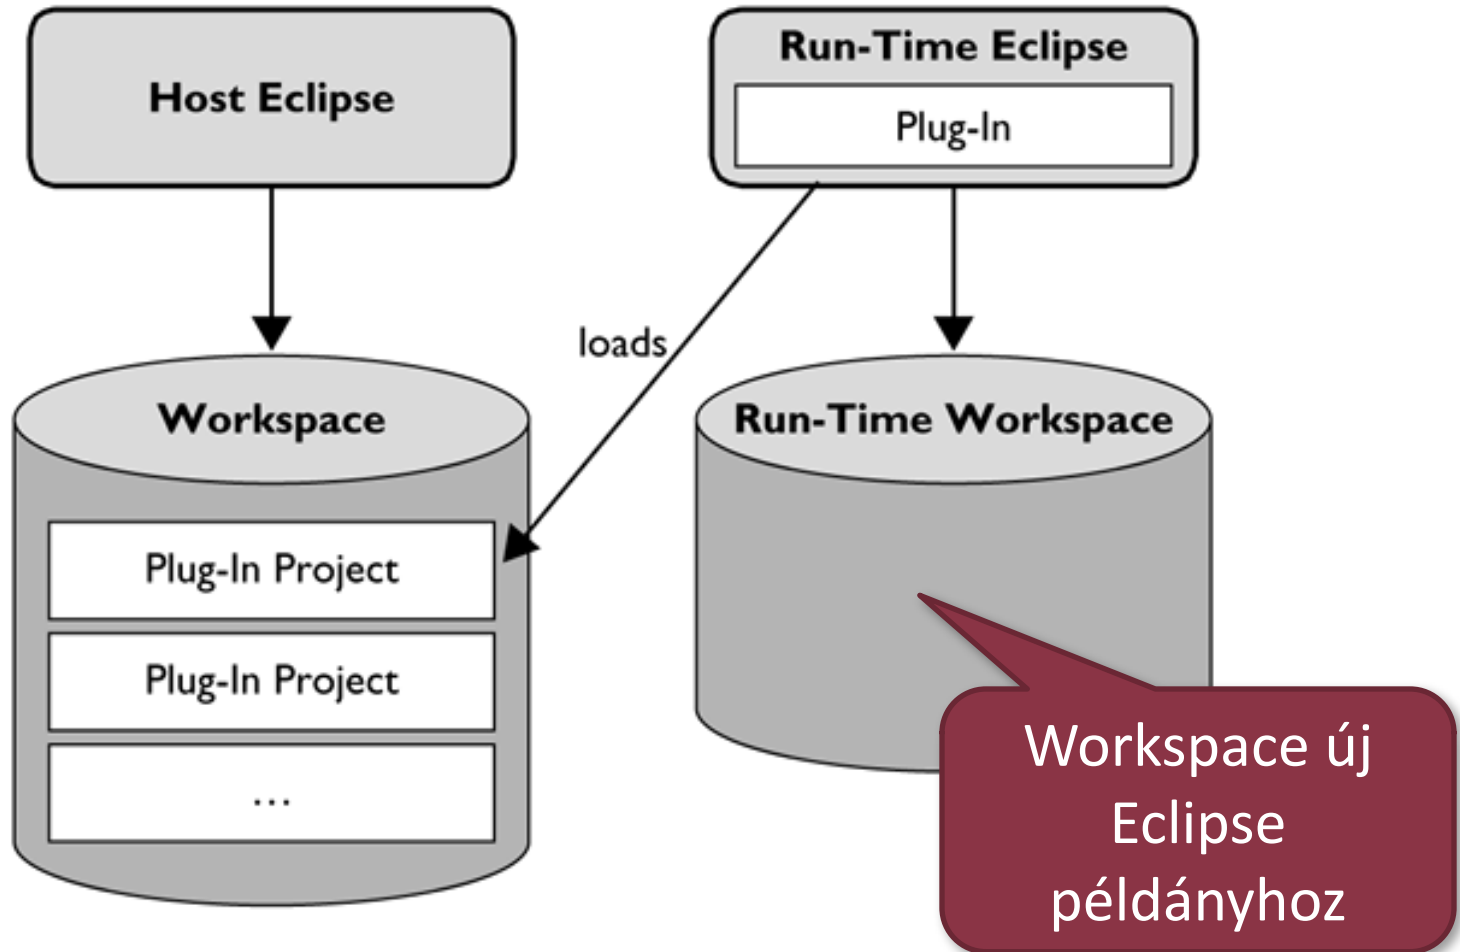 Host Eclipse
Run-Time Eclipse
Plug-In
loads
Workspace
Run-Time Workspace
Plug-In Project
Plug-In Project
...
Workspace új
Eclipse
példányhoz